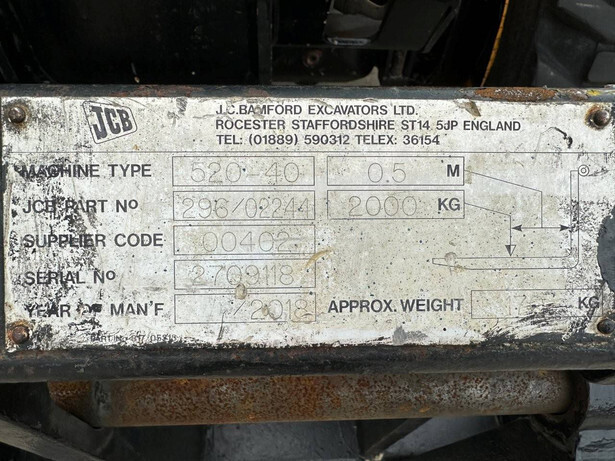 JCB
J.C.BAMFORD EXCAVATORS LTD.
ROCESTER STAFFORDSHIRE ST14 5JP ENGLAND
TEL: (01889) 590312 TELEX: 36154
MACHINE TYPE 520-40 0.5 M
JCB PART No 296/02244 2000 KG
SUPPLIER CODE 00402
SERIAL No 2709118
YEAR OF MAN'F /2018 APPROX. WEIGHT KG